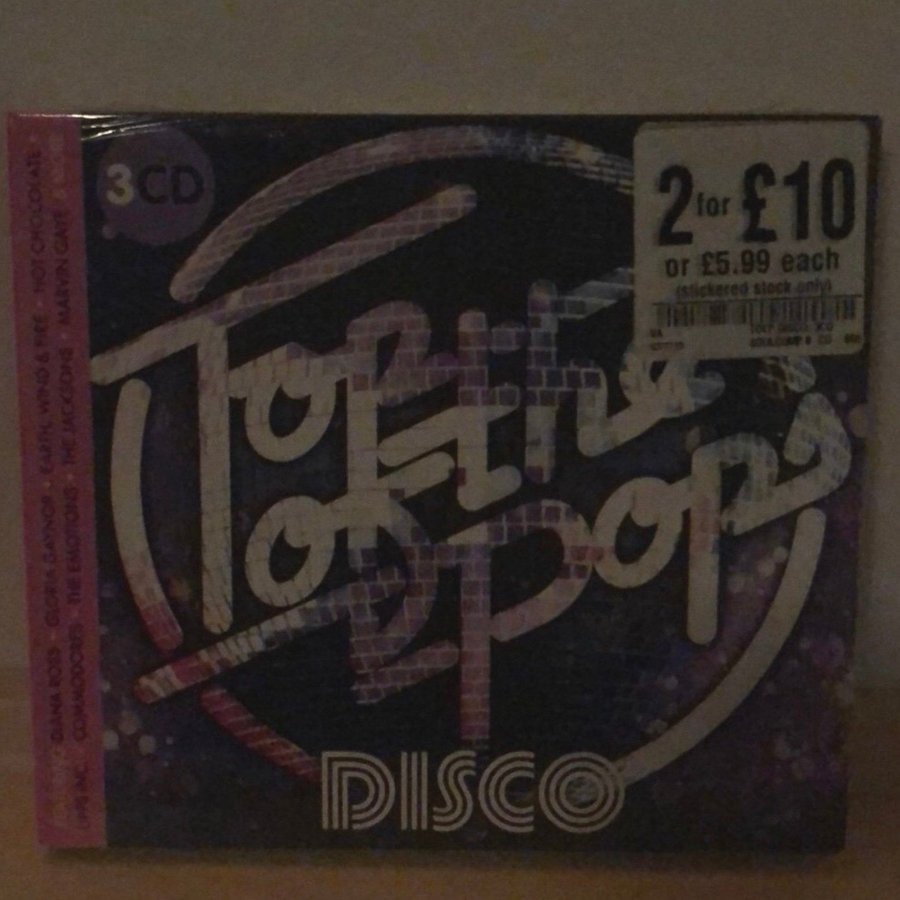 3CD
2 for £10
or £5.99 each
(stickered stock only)
Top of the Pops
DISCO
DIANA ROSS • GLORIA GAYNOR • EARTH, WIND & FIRE • HOT CHOCOLATE
COMMODORES • THE EMOTIONS • THE JACKSONS • MARVIN GAYE